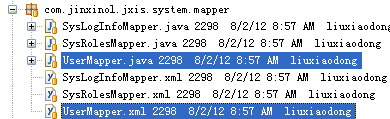 com.jinxinol.jxis.system.mapper
SysLogInfoMapper.java 2298 8/2/12 8:57 AM liuxiaodong
SysRolesMapper.java 2298 8/2/12 8:57 AM liuxiaodong
UserMapper.java 2298 8/2/12 8:57 AM liuxiaodong
SysLogInfoMapper.xml 2298 8/2/12 8:57 AM liuxiaodong
SysRolesMapper.xml 2298 8/2/12 8:57 AM liuxiaodong
UserMapper.xml 2298 8/2/12 8:57 AM liuxiaodong